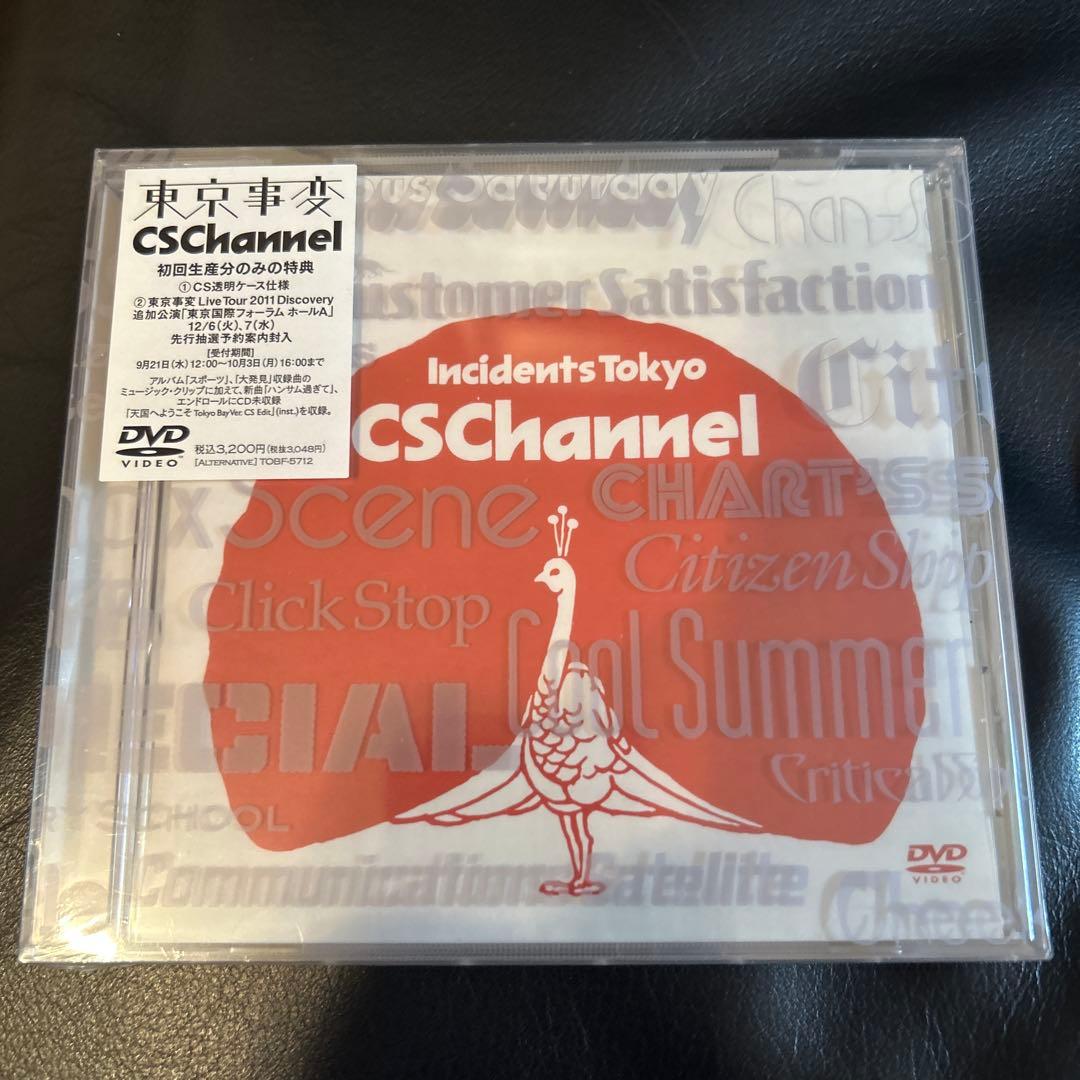 東京事変
CSChannel
初回生産分のみの特典
①CS透明ケース仕様
②東京事変 Live Tour 2011 Discovery
追加公演「東京国際フォーラム ホールA」
12/6(火)、7(水)
先行抽選予約案内封入
[受付期間]
9月21日(水)12:00〜10月3日(月)16:00まで
アルバム「スポーツ」、「大発見」収録曲の
ミュージック・クリップに加えて、新曲「ハンサム過ぎて」、
エンドロールにCD未収録
「天国へようこそ Tokyo Bay Ver. CS Edit」(inst.)を収録。
DVD
VIDEO
税込3,200円(税抜3,048円)
[ALTERNATIVE] TOBF-5712
ous Saturday
Chan-S
Customer Satisfaction
Incidents Tokyo
CSChannel
Cit
x Scene
CHART'SS
Citizen Slopp
Click Stop
Cool Summer
ECIAL
Critica
SCHOOL
Communications Satellite
DVD
VIDEO
Chee